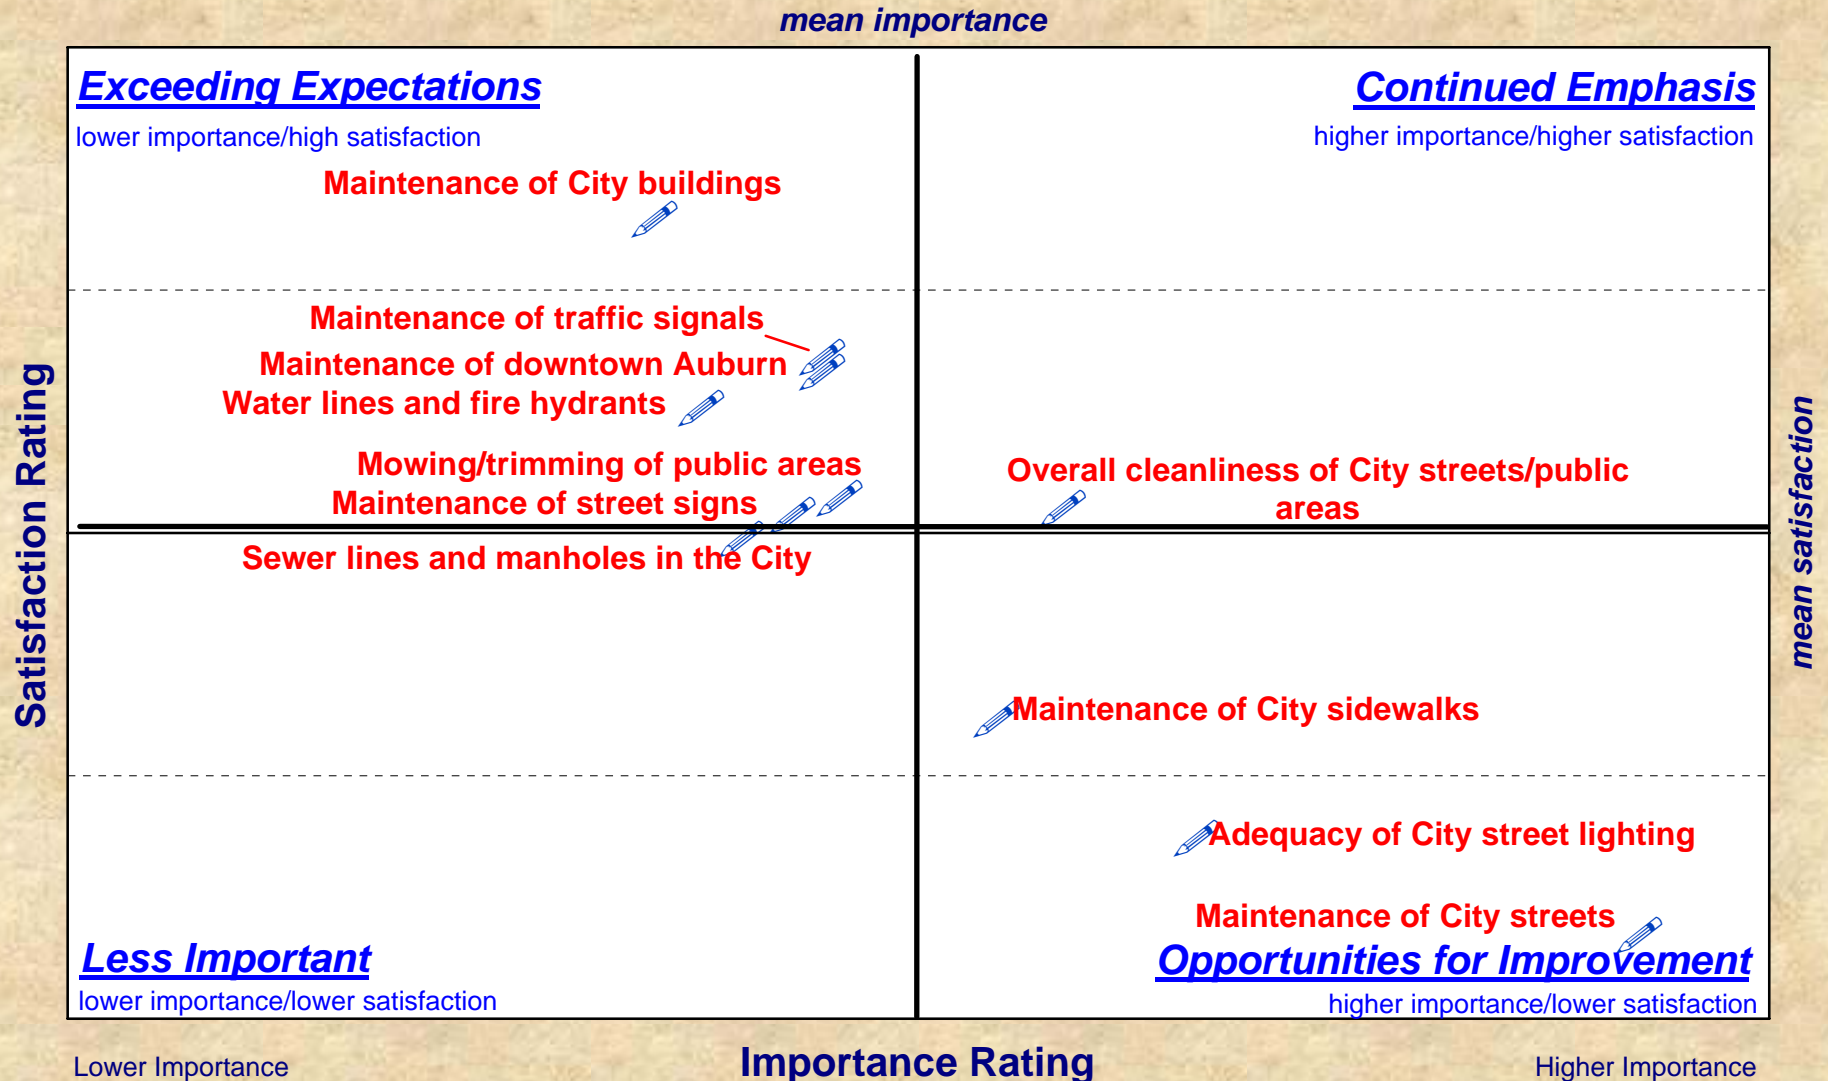 mean importance
Exceeding Expectations
Continued Emphasis
lower importance/high satisfaction
higher importance/higher satisfaction
Maintenance of City buildings
Maintenance of traffic signals
Maintenance of downtown Auburn
Water lines and fire hydrants
Mowing/trimming of public areas
Maintenance of street signs
Overall cleanliness of City streets/public
areas
Sewer lines and manholes in the City
Satisfaction Rating
mean satisfaction
Maintenance of City sidewalks
Adequacy of City street lighting
Maintenance of City streets
Less Important
Opportunities for Improvement
lower importance/lower satisfaction
higher importance/lower satisfaction
Lower Importance
Importance Rating
Higher Importance